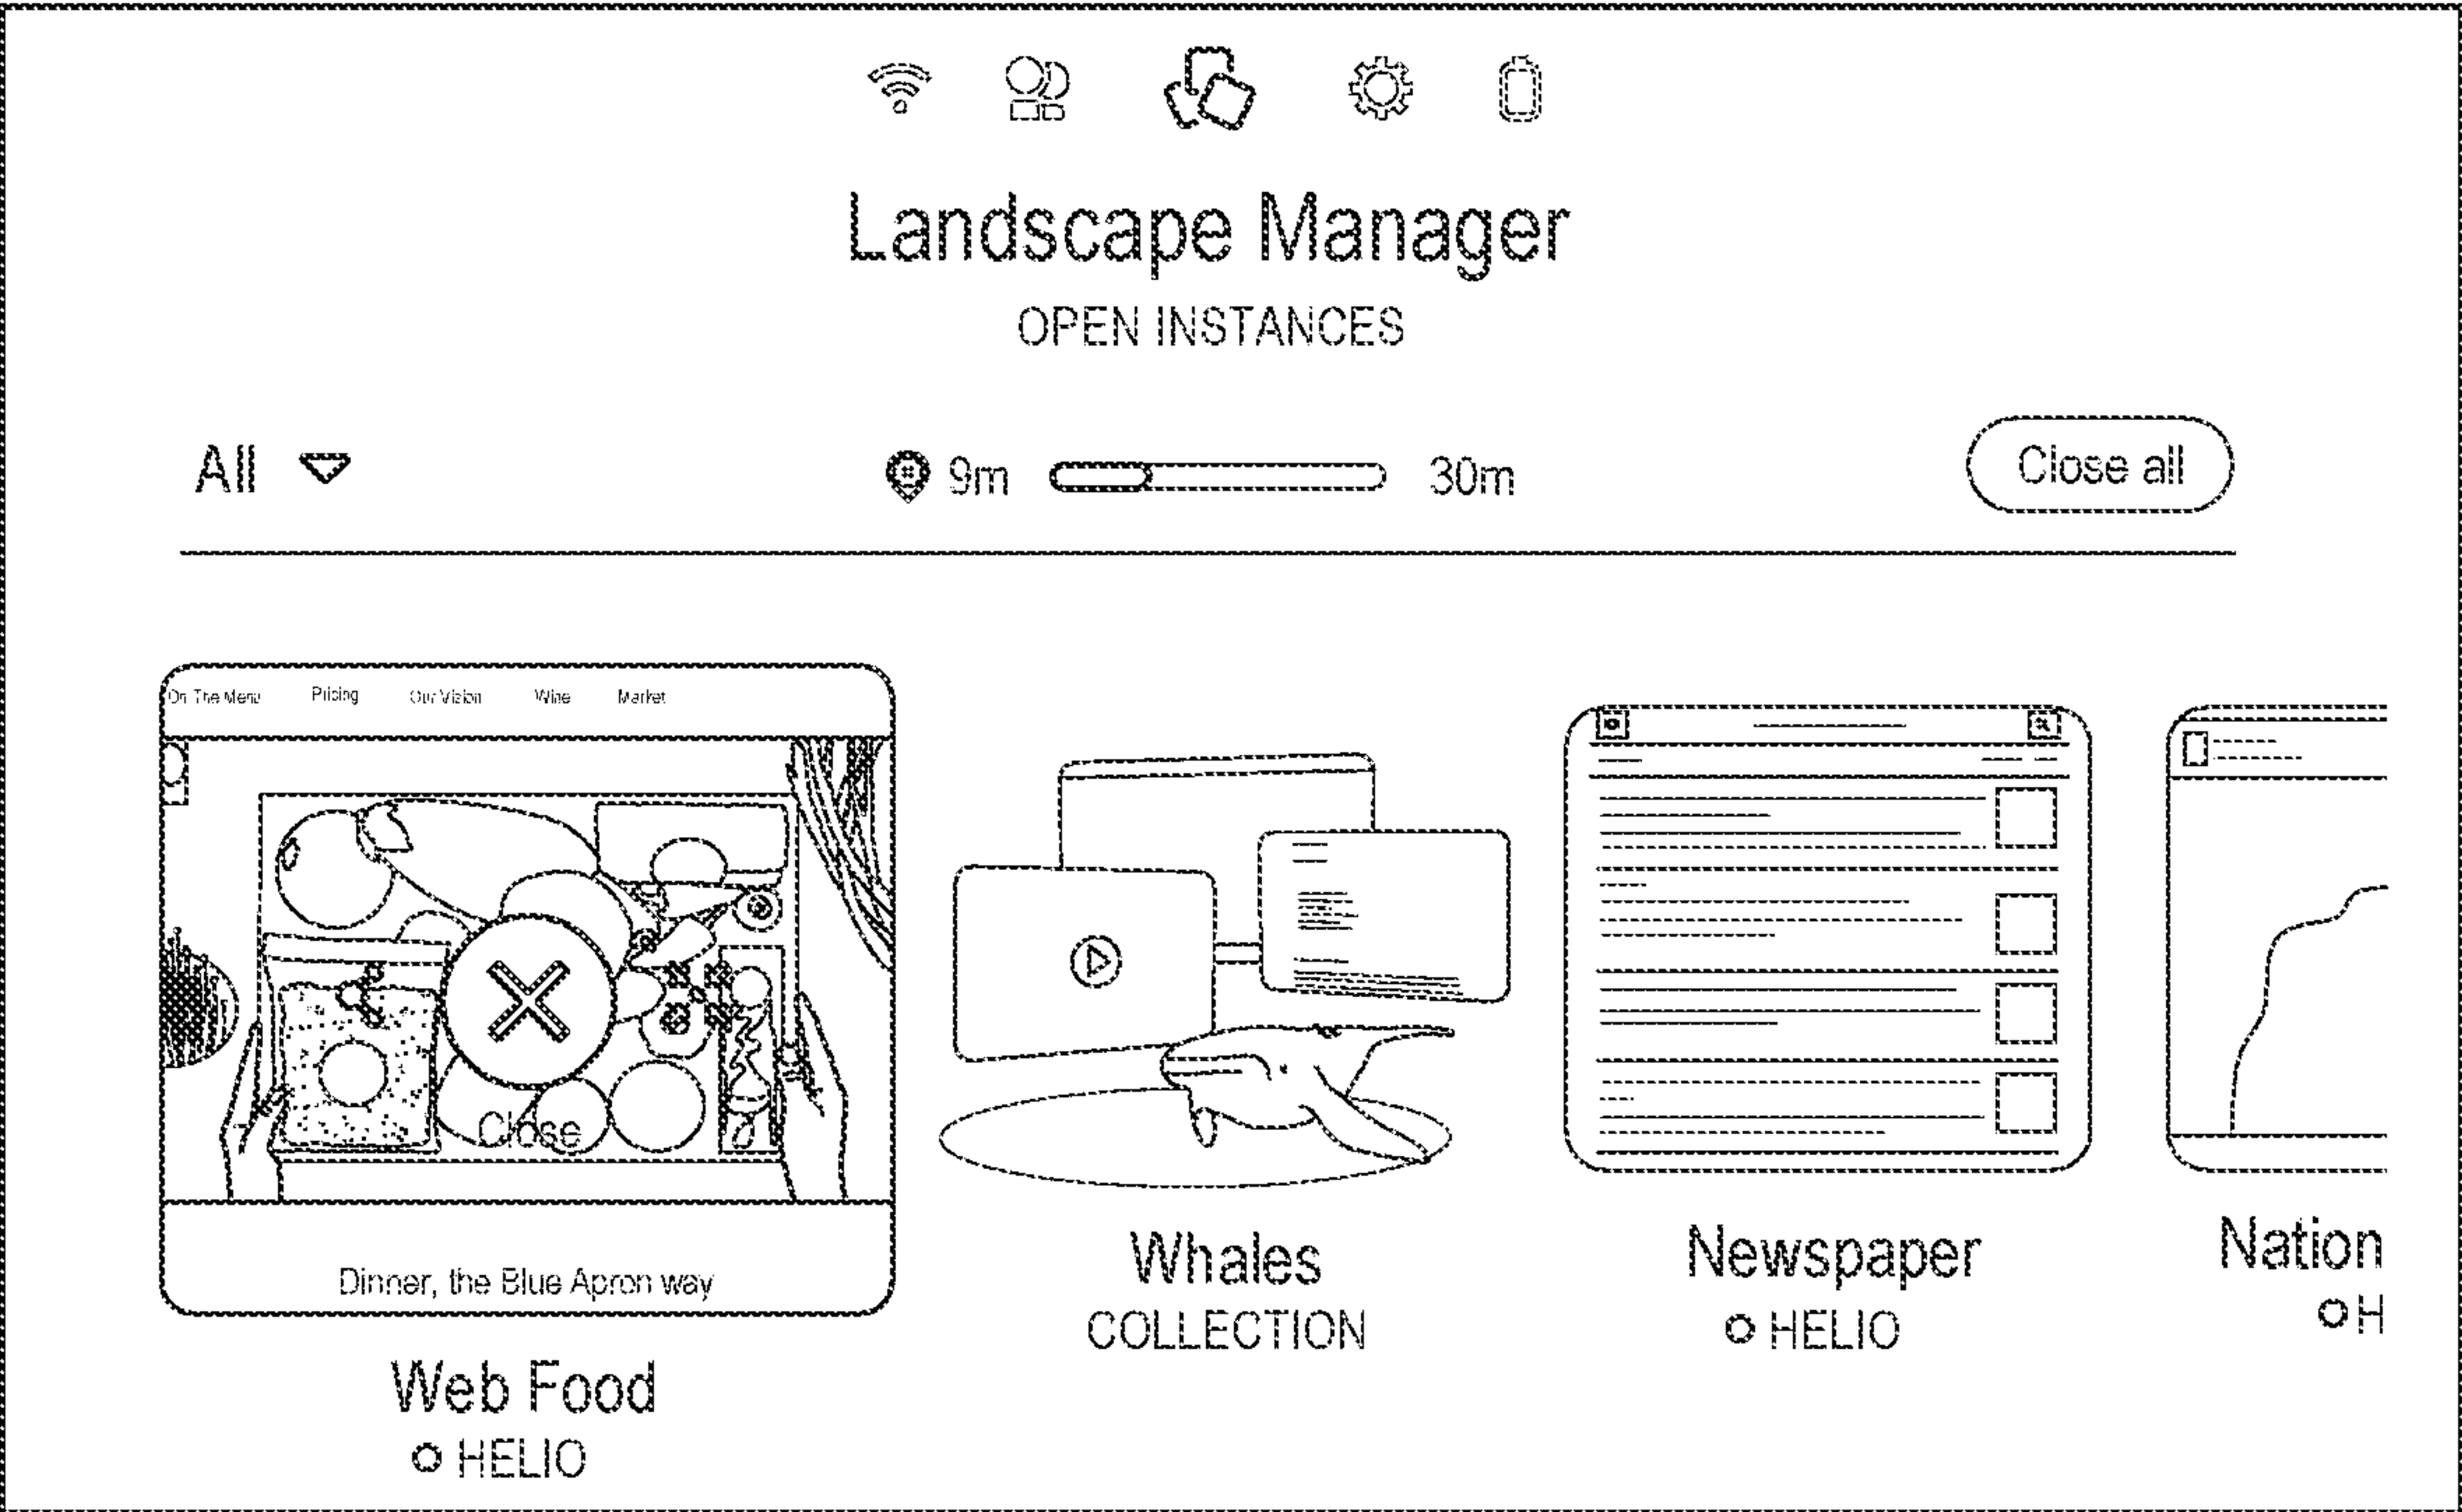 Landscape Manager
OPEN INSTANCES
All 9m 30m Close all
On The Menu Pricing Our Vision Wine Market
Close
Dinner, the Blue Apron way
Web Food
HELIO
Whales
COLLECTION
Newspaper
HELIO
Nation
H